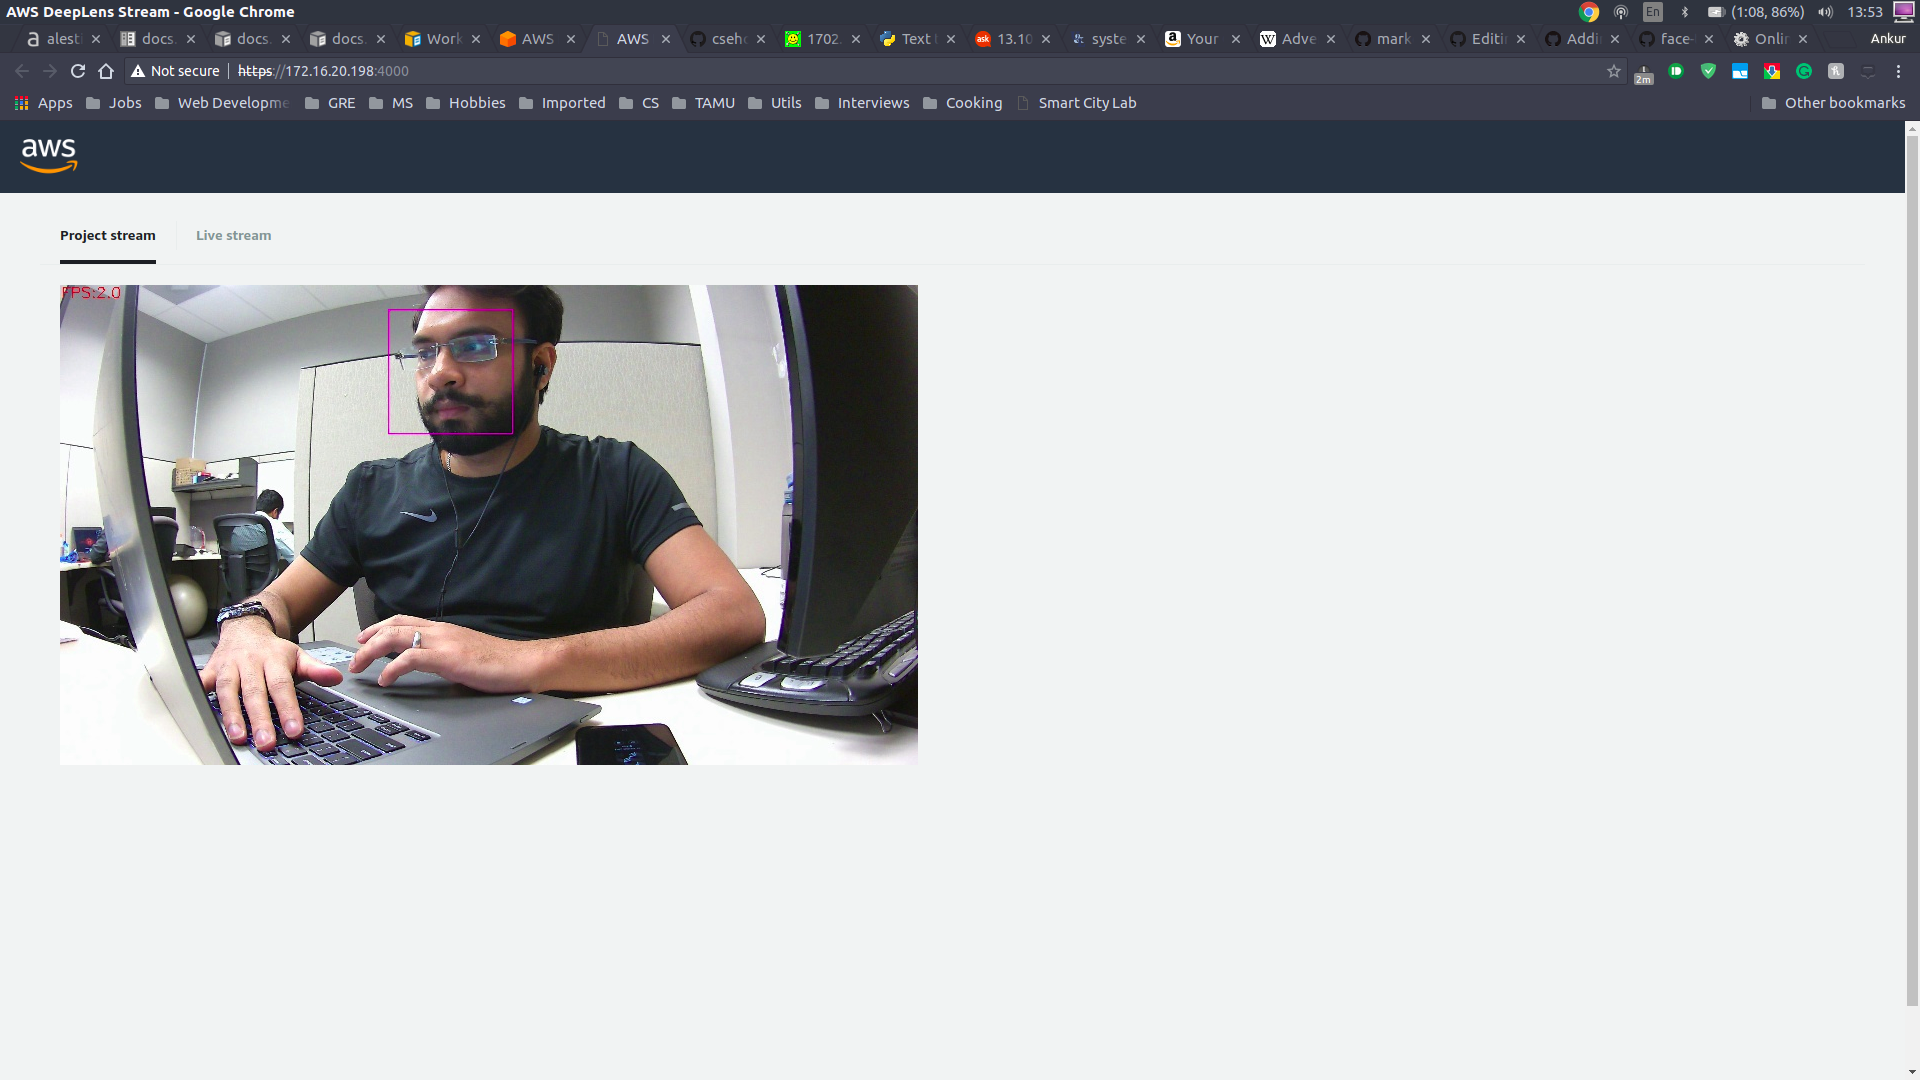 AWS DeepLens Stream - Google Chrome
En (1:08, 86%) 13:53
alesti docs. docs. docs. Work AWS AWS cseho 1702. Text 13.10 syste Your Adve mark Editi Addi face- Onlin Ankur
Not secure https://172.16.20.198:4000 2m
Apps Jobs Web Developme GRE MS Hobbies Imported CS TAMU Utils Interviews Cooking Smart City Lab Other bookmarks
aws
Project stream Live stream
FPS:2.0